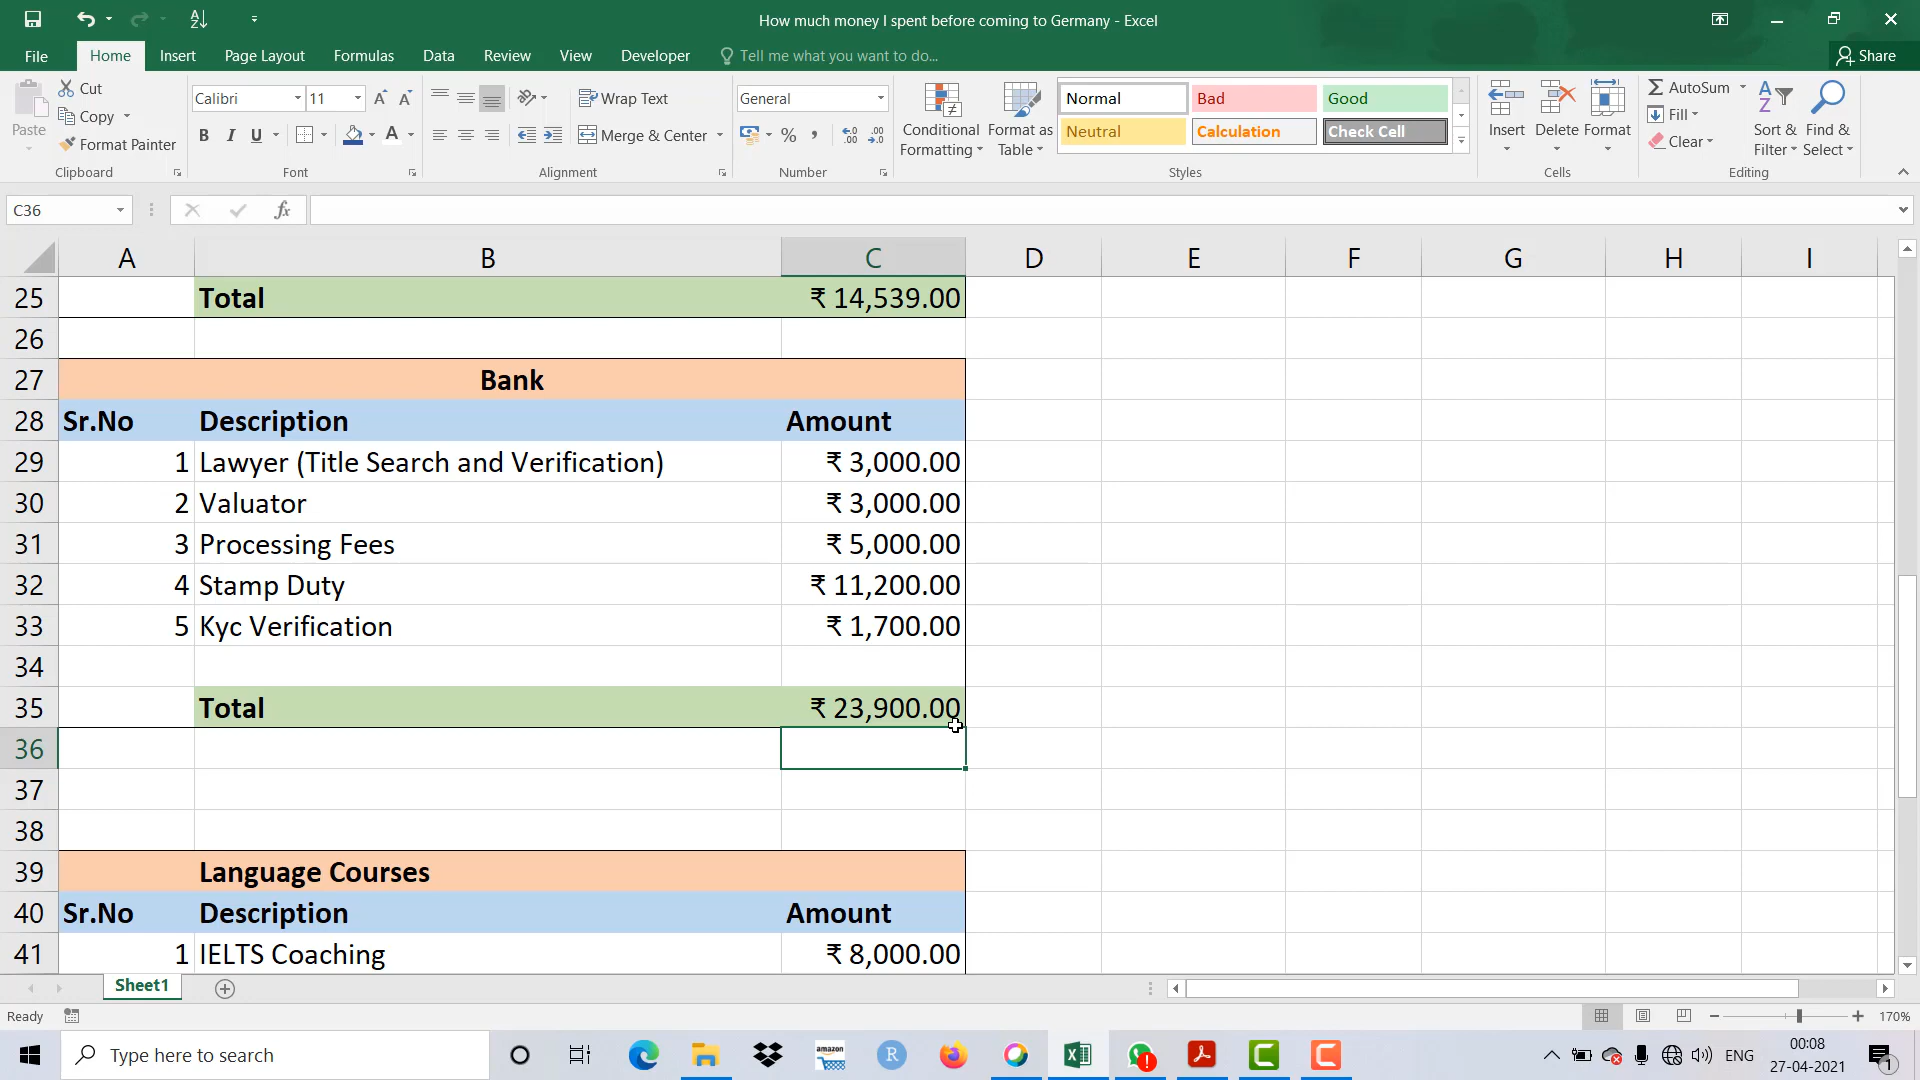 How much money I spent before coming to Germany - Excel
File Home Insert Page Layout Formulas Data Review View Developer Tell me what you want to do... Share
Paste Cut Copy Format Painter Clipboard
Calibri 11 A A B I U A Font
Wrap Text Merge & Center Alignment
General % , Number
Conditional Formatting Format as Table
Normal Bad Good
Neutral Calculation Check Cell
Styles
Insert Delete Format Cells
AutoSum Fill Clear Sort & Filter Find & Select Editing
C36 fx
A B C D E F G H I
25 Total ₹ 14,539.00
26
27 Bank
28 Sr.No Description Amount
29 1 Lawyer (Title Search and Verification) ₹ 3,000.00
30 2 Valuator ₹ 3,000.00
31 3 Processing Fees ₹ 5,000.00
32 4 Stamp Duty ₹ 11,200.00
33 5 Kyc Verification ₹ 1,700.00
34
35 Total ₹ 23,900.00
36
37
38
39 Language Courses
40 Sr.No Description Amount
41 1 IELTS Coaching ₹ 8,000.00
Sheet1
Ready 170%
Type here to search amazon R ENG 00:08
27-04-2021 1